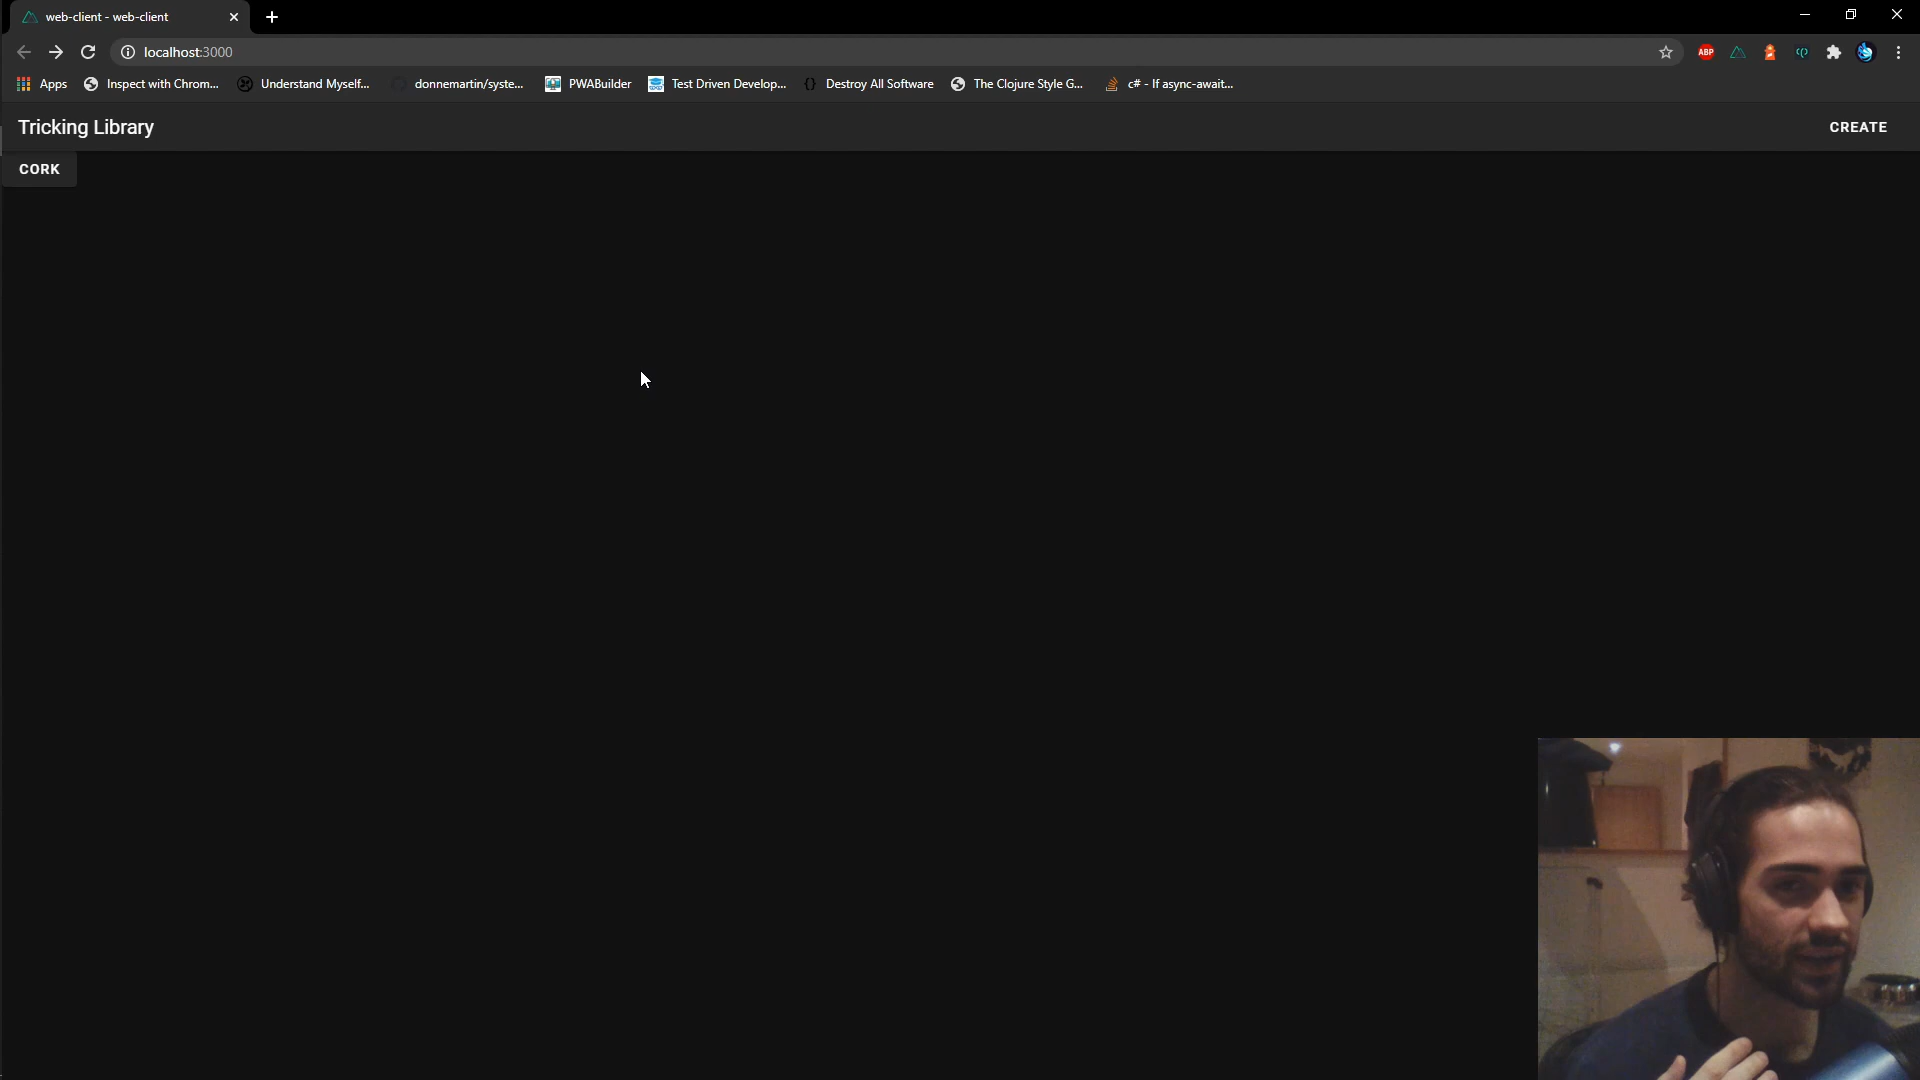 web-client - web-client
localhost:3000
ABP
Apps
Inspect with Chrom...
Understand Myself...
donnemartin/syste...
PWABuilder
Test Driven Develop...
{} Destroy All Software
The Clojure Style G...
c# - If async-await...
Tricking Library
CREATE
CORK